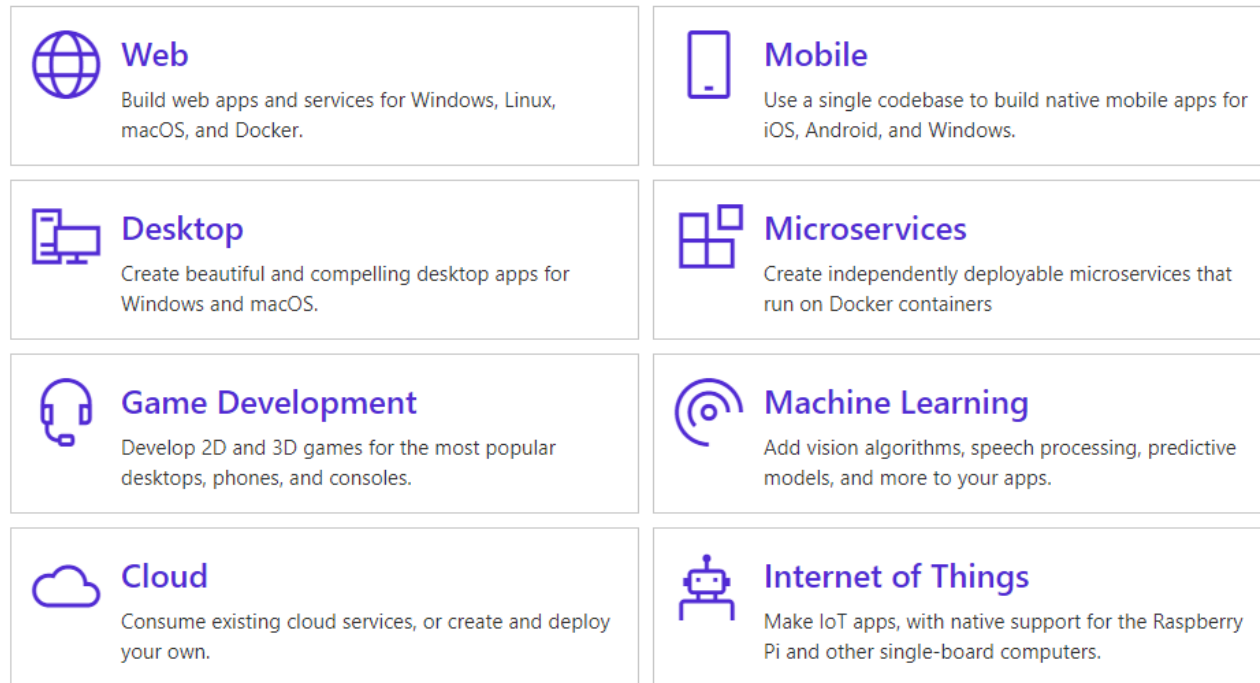 Web
Build web apps and services for Windows, Linux,
macOS, and Docker.
Mobile
Use a single codebase to build native mobile apps for
iOS, Android, and Windows.
Desktop
Create beautiful and compelling desktop apps for
Windows and macOS.
Microservices
Create independently deployable microservices that
run on Docker containers
Game Development
Develop 2D and 3D games for the most popular
desktops, phones, and consoles.
Machine Learning
Add vision algorithms, speech processing, predictive
models, and more to your apps.
Cloud
Consume existing cloud services, or create and deploy
your own.
Internet of Things
Make IoT apps, with native support for the Raspberry
Pi and other single-board computers.